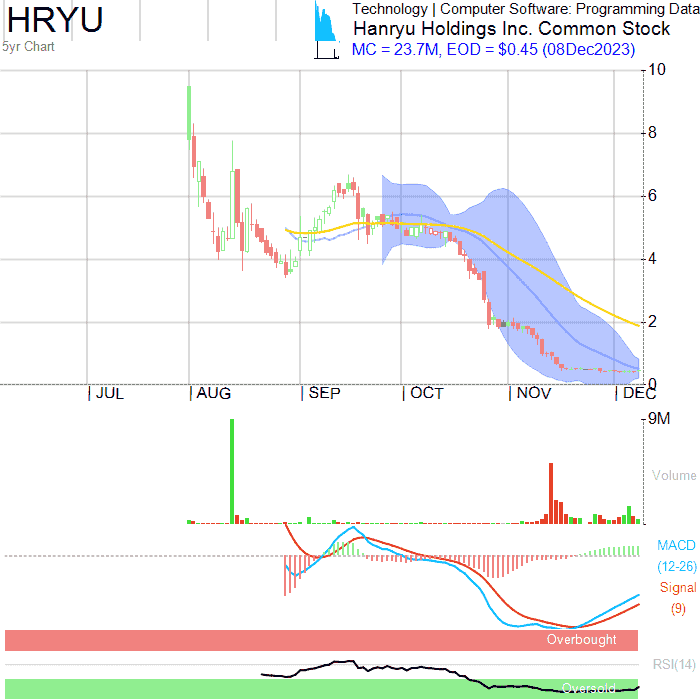 HRYU
5yr Chart
Technology | Computer Software: Programming Data
Hanryu Holdings Inc. Common Stock
MC = 23.7M, EOD = $0.45 (08Dec2023)
10
8
6
4
2
0
JUL
AUG
SEP
OCT
NOV
DEC
9M
Volume
MACD
(12-26)
Signal
(9)
Overbought
RSI(14)
Oversold